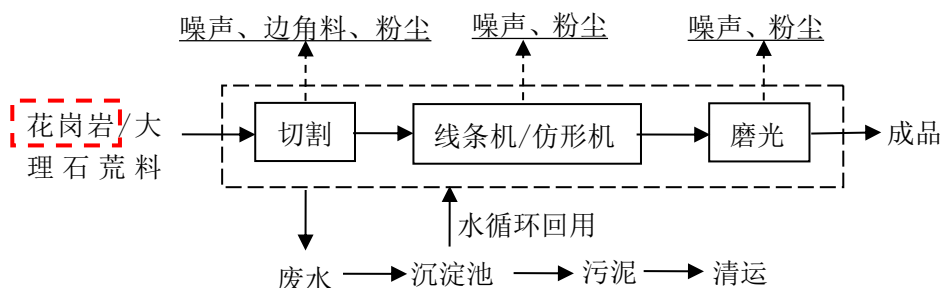 噪声、边角料、粉尘
噪声、粉尘
噪声、粉尘
花岗岩/大
理石荒料
切割
线条机/仿形机
磨光
成品
水循环回用
废水
沉淀池
污泥
清运